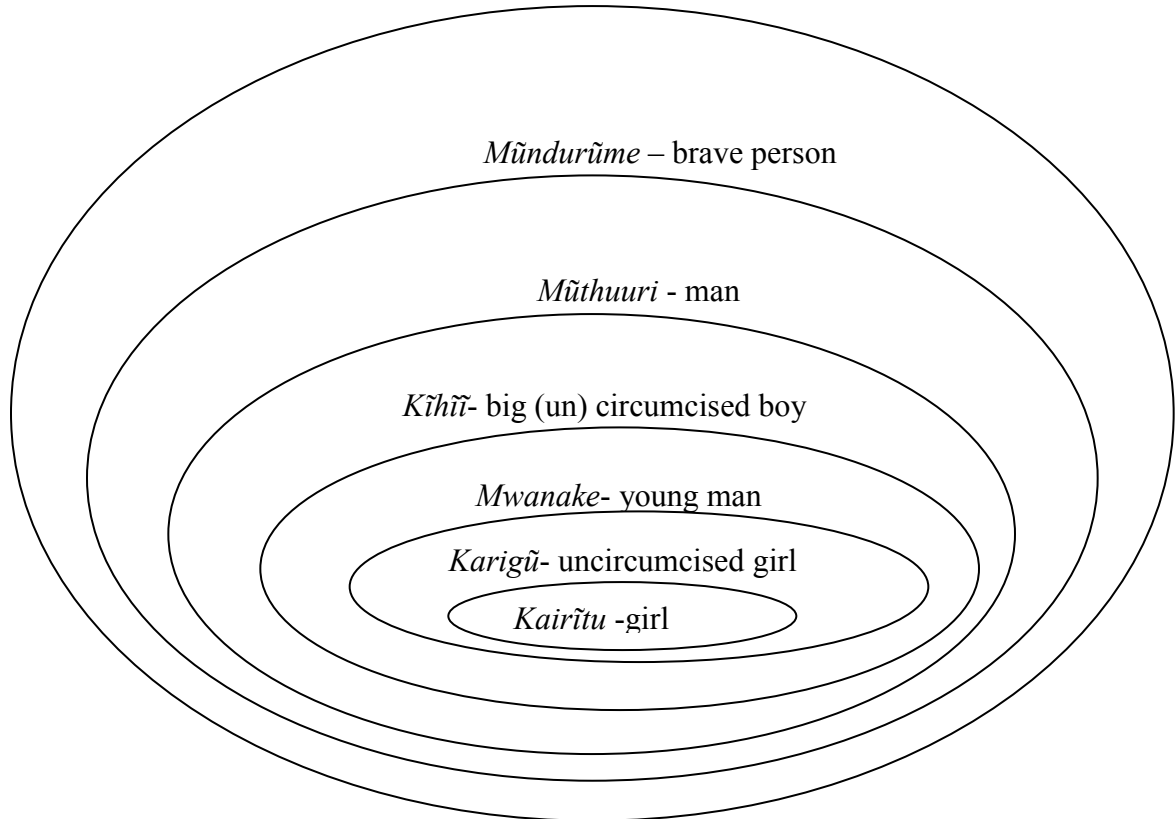 Mũndurũme – brave person
Mũthuuri - man
Kĩhĩĩ- big (un) circumcised boy
Mwanake- young man
Karigũ- uncircumcised girl
Kairĩtu -girl